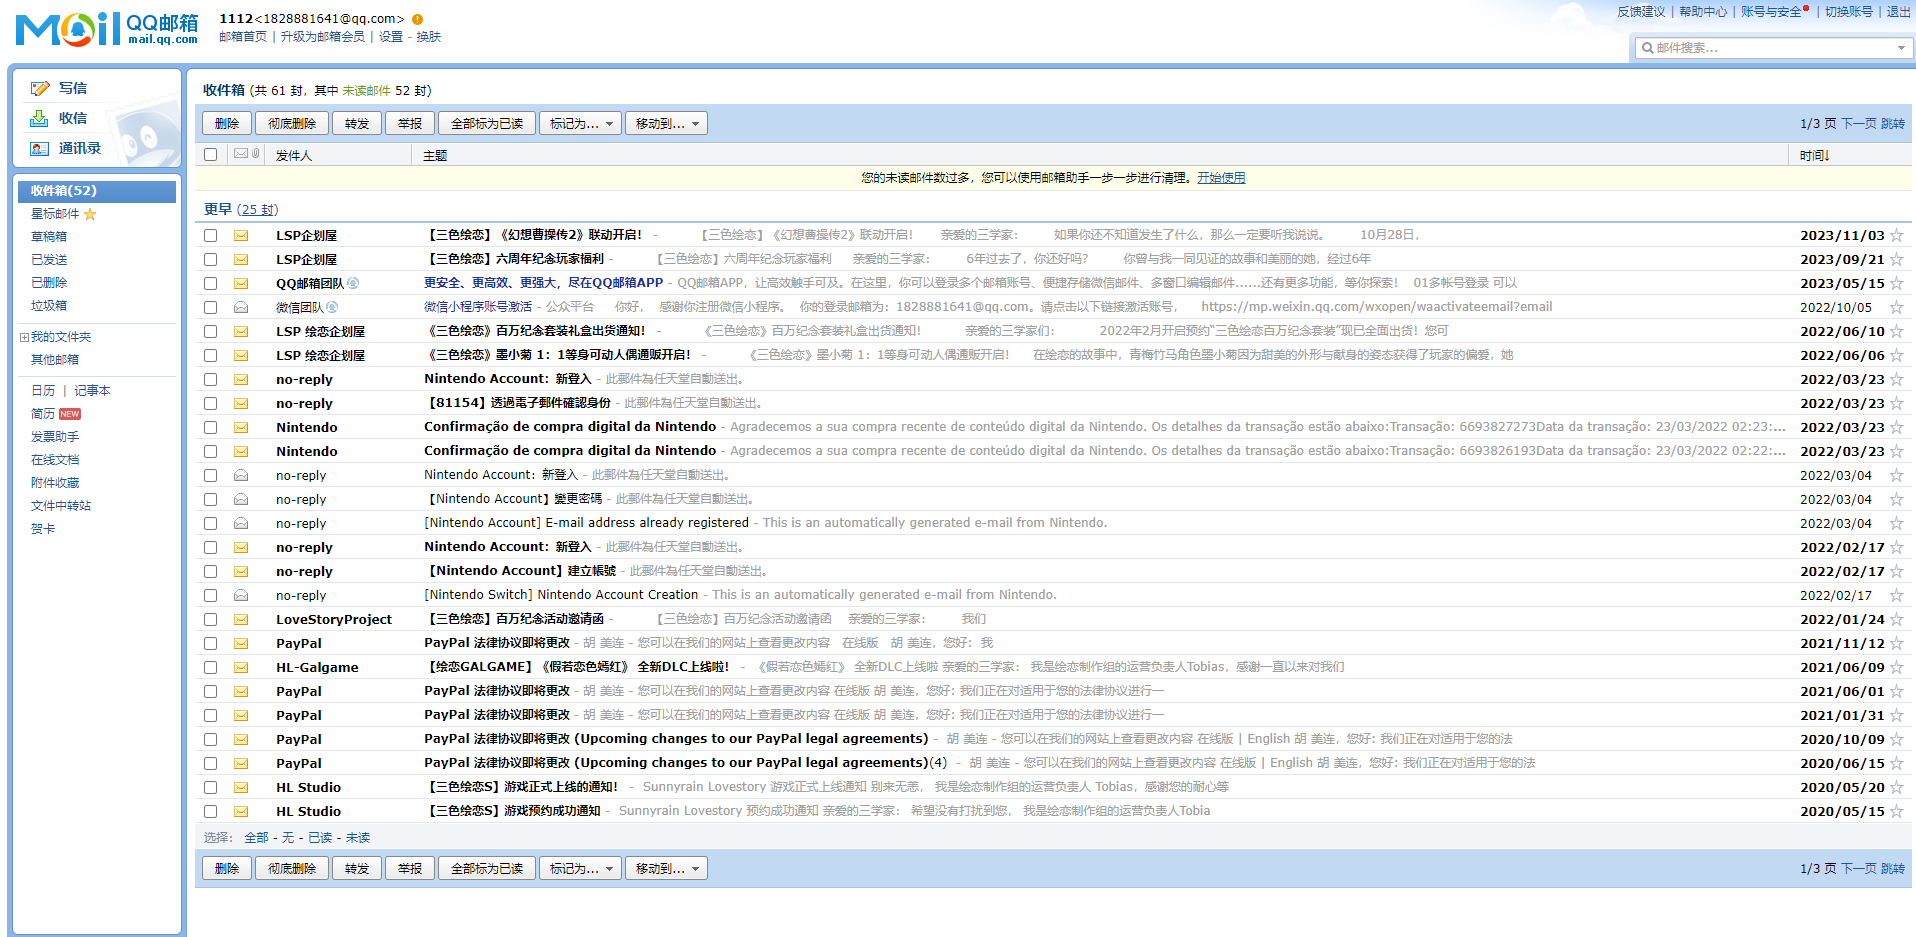 Mail QQ邮箱 mail.qq.com
1112<1828881641@qq.com>
邮箱首页 | 升级为邮箱会员 | 设置 - 换肤
反馈建议 | 帮助中心 | 账号与安全 | 切换账号 | 退出
邮件搜索...
写信
收信
通讯录
收件箱(52)
星标邮件
草稿箱
已发送
已删除
垃圾箱
我的文件夹
其他邮箱
日历 | 记事本
简历 NEW
发票助手
在线文档
附件收藏
文件中转站
贺卡
收件箱 (共 61 封，其中 未读邮件 52 封)
删除 彻底删除 转发 举报 全部标为已读 标记为... 移动到... 1/3 页 下一页 跳转
发件人 主题 时间↓
您的未读邮件数过多，您可以使用邮箱助手一步一步进行清理。开始使用
更早 (25 封)
LSP企划屋 【三色绘恋】《幻想曹操传2》联动开启！ - 【三色绘恋】《幻想曹操传2》联动开启！ 亲爱的三学家： 如果你还不知道发生了什么，那么一定要听我说说。 10月28日， 2023/11/03
LSP企划屋 【三色绘恋】六周年纪念玩家福利 - 【三色绘恋】六周年纪念玩家福利 亲爱的三学家： 6年过去了，你还好吗？ 你曾与我一同见证的故事和美丽的她，经过6年 2023/09/21
QQ邮箱团队 更安全、更高效、更强大，尽在QQ邮箱APP - QQ邮箱APP，让高效触手可及。在这里，你可以登录多个邮箱账号、便捷存储微信邮件、多窗口编辑邮件……还有更多功能，等你探索！ 01多帐号登录 可以 2023/05/15
微信团队 微信小程序账号激活 - 公众平台 你好， 感谢你注册微信小程序。 你的登录邮箱为：1828881641@qq.com。请点击以下链接激活账号， https://mp.weixin.qq.com/wxopen/waactivateemail?email 2022/10/05
LSP 绘恋企划屋 《三色绘恋》百万纪念套装礼盒出货通知！ - 《三色绘恋》百万纪念套装礼盒出货通知！ 亲爱的三学家们： 2022年2月开启预约“三色绘恋百万纪念套装”现已全面出货！您可 2022/06/10
LSP 绘恋企划屋 《三色绘恋》墨小菊 1：1等身可动人偶通贩开启！ - 《三色绘恋》墨小菊 1：1等身可动人偶通贩开启！ 在绘恋的故事中，青梅竹马角色墨小菊因为甜美的外形与献身的姿态获得了玩家的偏爱，她 2022/06/06
no-reply Nintendo Account：新登入 - 此郵件為任天堂自動送出。 2022/03/23
no-reply 【81154】透過電子郵件確認身份 - 此郵件為任天堂自動送出。 2022/03/23
Nintendo Confirmação de compra digital da Nintendo - Agradecemos a sua compra recente de conteúdo digital da Nintendo. Os detalhes da transação estão abaixo:Transação: 6693827273Data da transação: 23/03/2022 02:23:... 2022/03/23
Nintendo Confirmação de compra digital da Nintendo - Agradecemos a sua compra recente de conteúdo digital da Nintendo. Os detalhes da transação estão abaixo:Transação: 6693826193Data da transação: 23/03/2022 02:22:... 2022/03/23
no-reply Nintendo Account：新登入 - 此郵件為任天堂自動送出。 2022/03/04
no-reply 【Nintendo Account】變更密碼 - 此郵件為任天堂自動送出。 2022/03/04
no-reply [Nintendo Account] E-mail address already registered - This is an automatically generated e-mail from Nintendo. 2022/03/04
no-reply Nintendo Account：新登入 - 此郵件為任天堂自動送出。 2022/02/17
no-reply 【Nintendo Account】建立帳號 - 此郵件為任天堂自動送出。 2022/02/17
no-reply [Nintendo Switch] Nintendo Account Creation - This is an automatically generated e-mail from Nintendo. 2022/02/17
LoveStoryProject 【三色绘恋】百万纪念活动邀请函 - 【三色绘恋】百万纪念活动邀请函 亲爱的三学家： 我们 2022/01/24
PayPal PayPal 法律协议即将更改 - 胡 美连 - 您可以在我们的网站上查看更改内容 在线版 胡 美连，您好： 我 2021/11/12
HL-Galgame 【绘恋GALGAME】《假若恋色嫣红》 全新DLC上线啦！ - 《假若恋色嫣红》 全新DLC上线啦 亲爱的三学家： 我是绘恋制作组的运营负责人Tobias，感谢一直以来对我们 2021/06/09
PayPal PayPal 法律协议即将更改 - 胡 美连 - 您可以在我们的网站上查看更改内容 在线版 胡 美连，您好: 我们正在对适用于您的法律协议进行一 2021/06/01
PayPal PayPal 法律协议即将更改 - 胡 美连 - 您可以在我们的网站上查看更改内容 在线版 胡 美连，您好: 我们正在对适用于您的法律协议进行一 2021/01/31
PayPal PayPal 法律协议即将更改 (Upcoming changes to our PayPal legal agreements) - 胡 美连 - 您可以在我们的网站上查看更改内容 在线版 | English 胡 美连，您好: 我们正在对适用于您的法 2020/10/09
PayPal PayPal 法律协议即将更改 (Upcoming changes to our PayPal legal agreements)(4) - 胡 美连 - 您可以在我们的网站上查看更改内容 在线版 | English 胡 美连，您好: 我们正在对适用于您的法 2020/06/15
HL Studio 【三色绘恋S】游戏正式上线的通知！ - Sunnyrain Lovestory 游戏正式上线通知 别来无恙， 我是绘恋制作组的运营负责人 Tobias，感谢您的耐心等 2020/05/20
HL Studio 【三色绘恋S】游戏预约成功通知 - Sunnyrain Lovestory 预约成功通知 亲爱的三学家： 希望没有打扰到您， 我是绘恋制作组的运营负责人Tobia 2020/05/15
选择： 全部 - 无 - 已读 - 未读
删除 彻底删除 转发 举报 全部标为已读 标记为... 移动到... 1/3 页 下一页 跳转